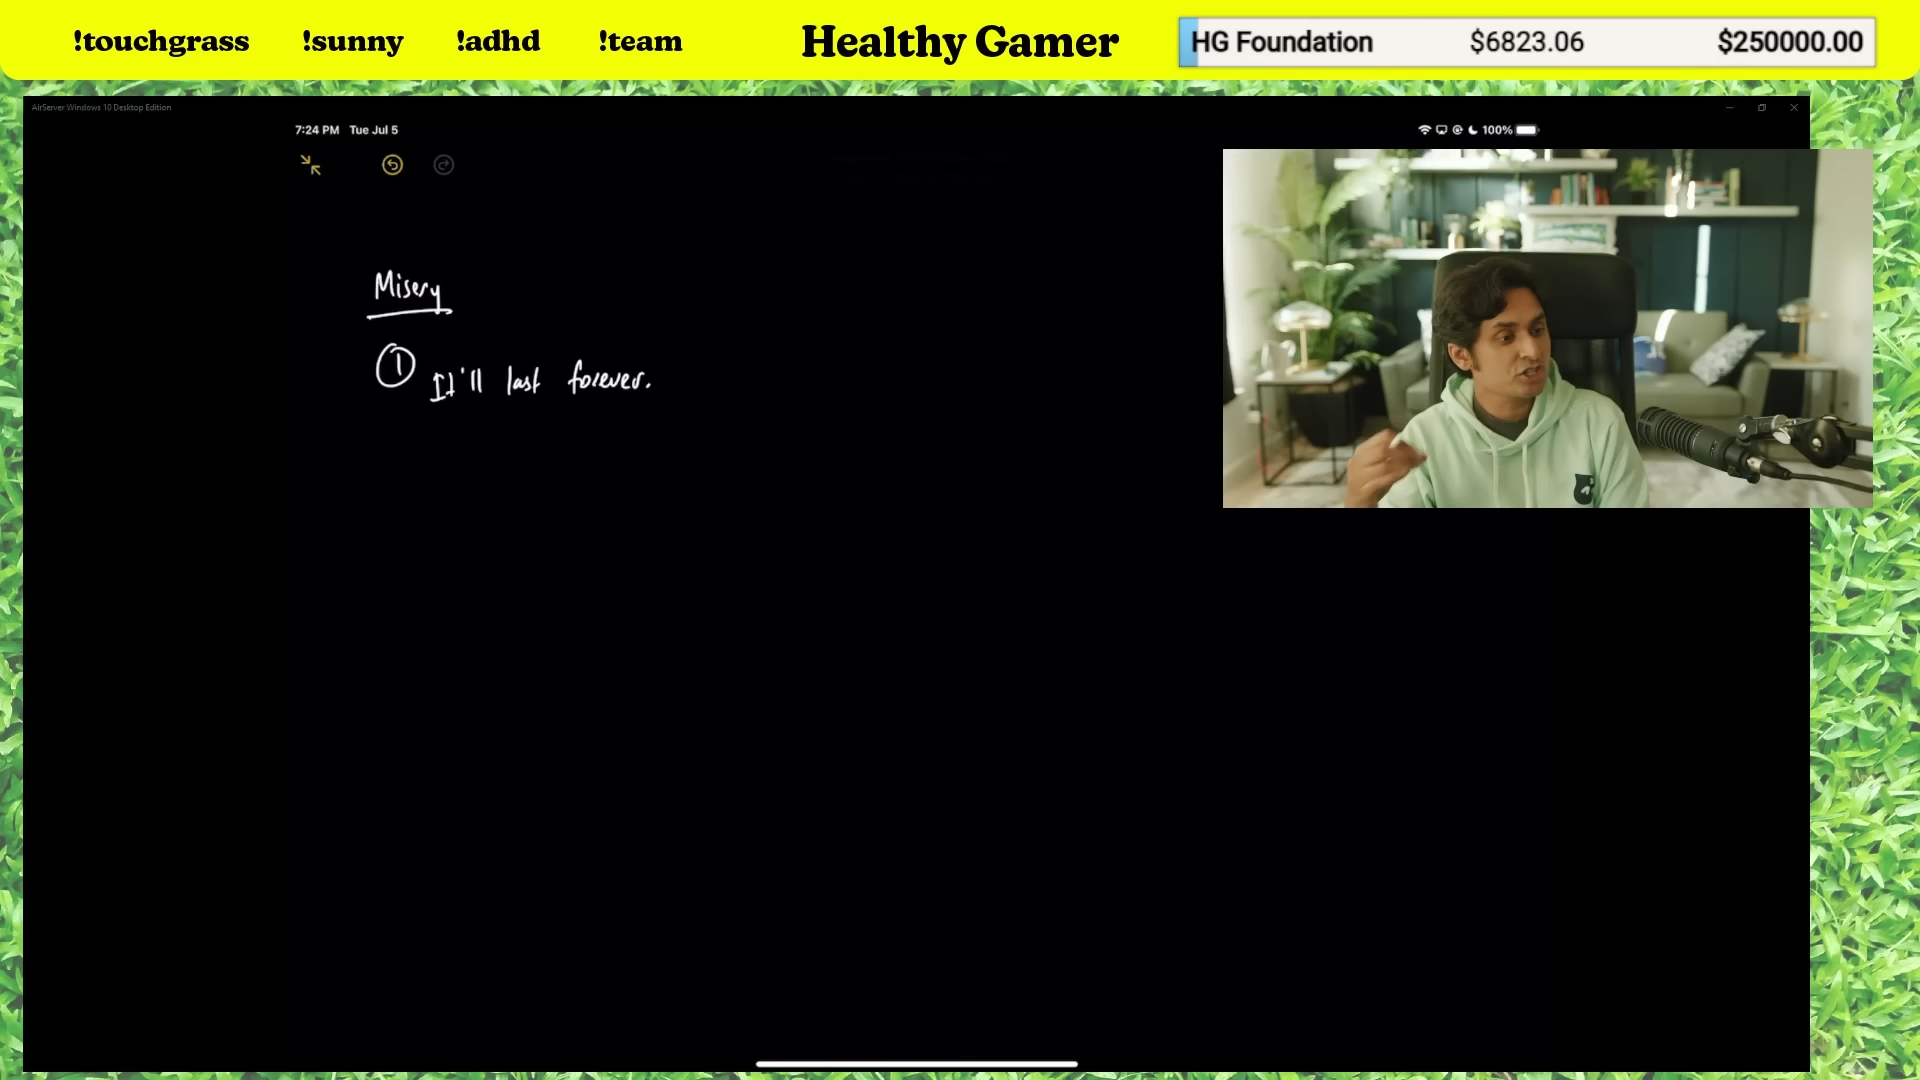 !touchgrass !sunny !adhd !team Healthy Gamer HG Foundation $6823.06 $250000.00
AirServer Windows 10 Desktop Edition
7:24 PM Tue Jul 5 100%
Misery
① It'll last forever.